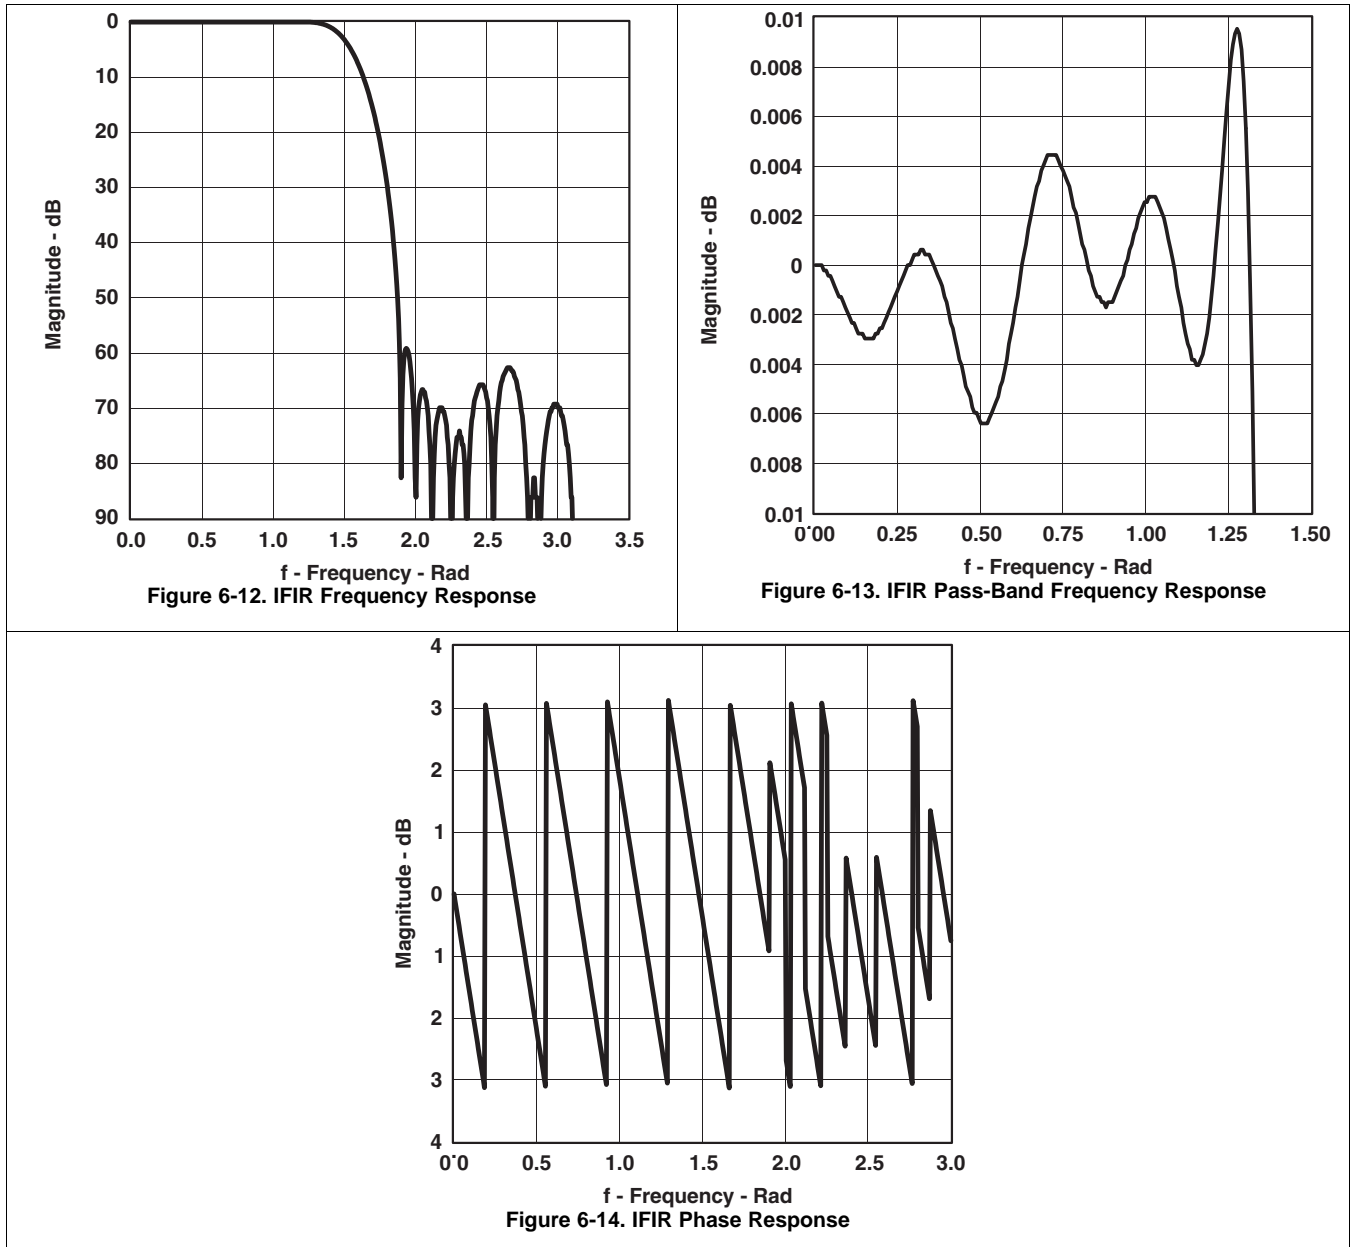 0
10
20
30
40
50
60
70
80
90
0.0 0.5 1.0 1.5 2.0 2.5 3.0 3.5
Magnitude - dB
f - Frequency - Rad
Figure 6-12. IFIR Frequency Response
0.01
0.008
0.006
0.004
0.002
0
0.002
0.004
0.006
0.008
0.01
0.00 0.25 0.50 0.75 1.00 1.25 1.50
Magnitude - dB
f - Frequency - Rad
Figure 6-13. IFIR Pass-Band Frequency Response
4
3
2
1
0
1
2
3
4
0.0 0.5 1.0 1.5 2.0 2.5 3.0
Magnitude - dB
f - Frequency - Rad
Figure 6-14. IFIR Phase Response